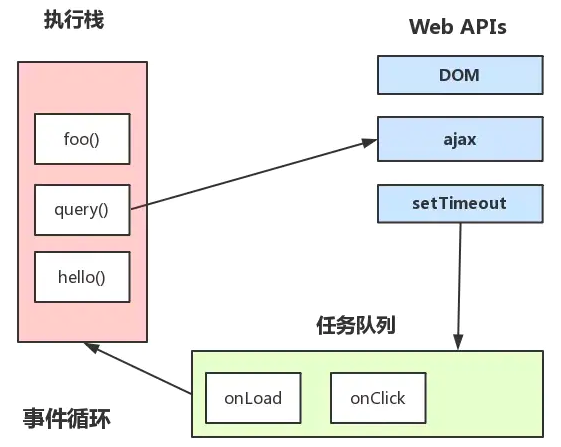 执行栈
Web APIs
DOM
foo()
ajax
query()
setTimeout
hello()
任务队列
onLoad
onClick
事件循环